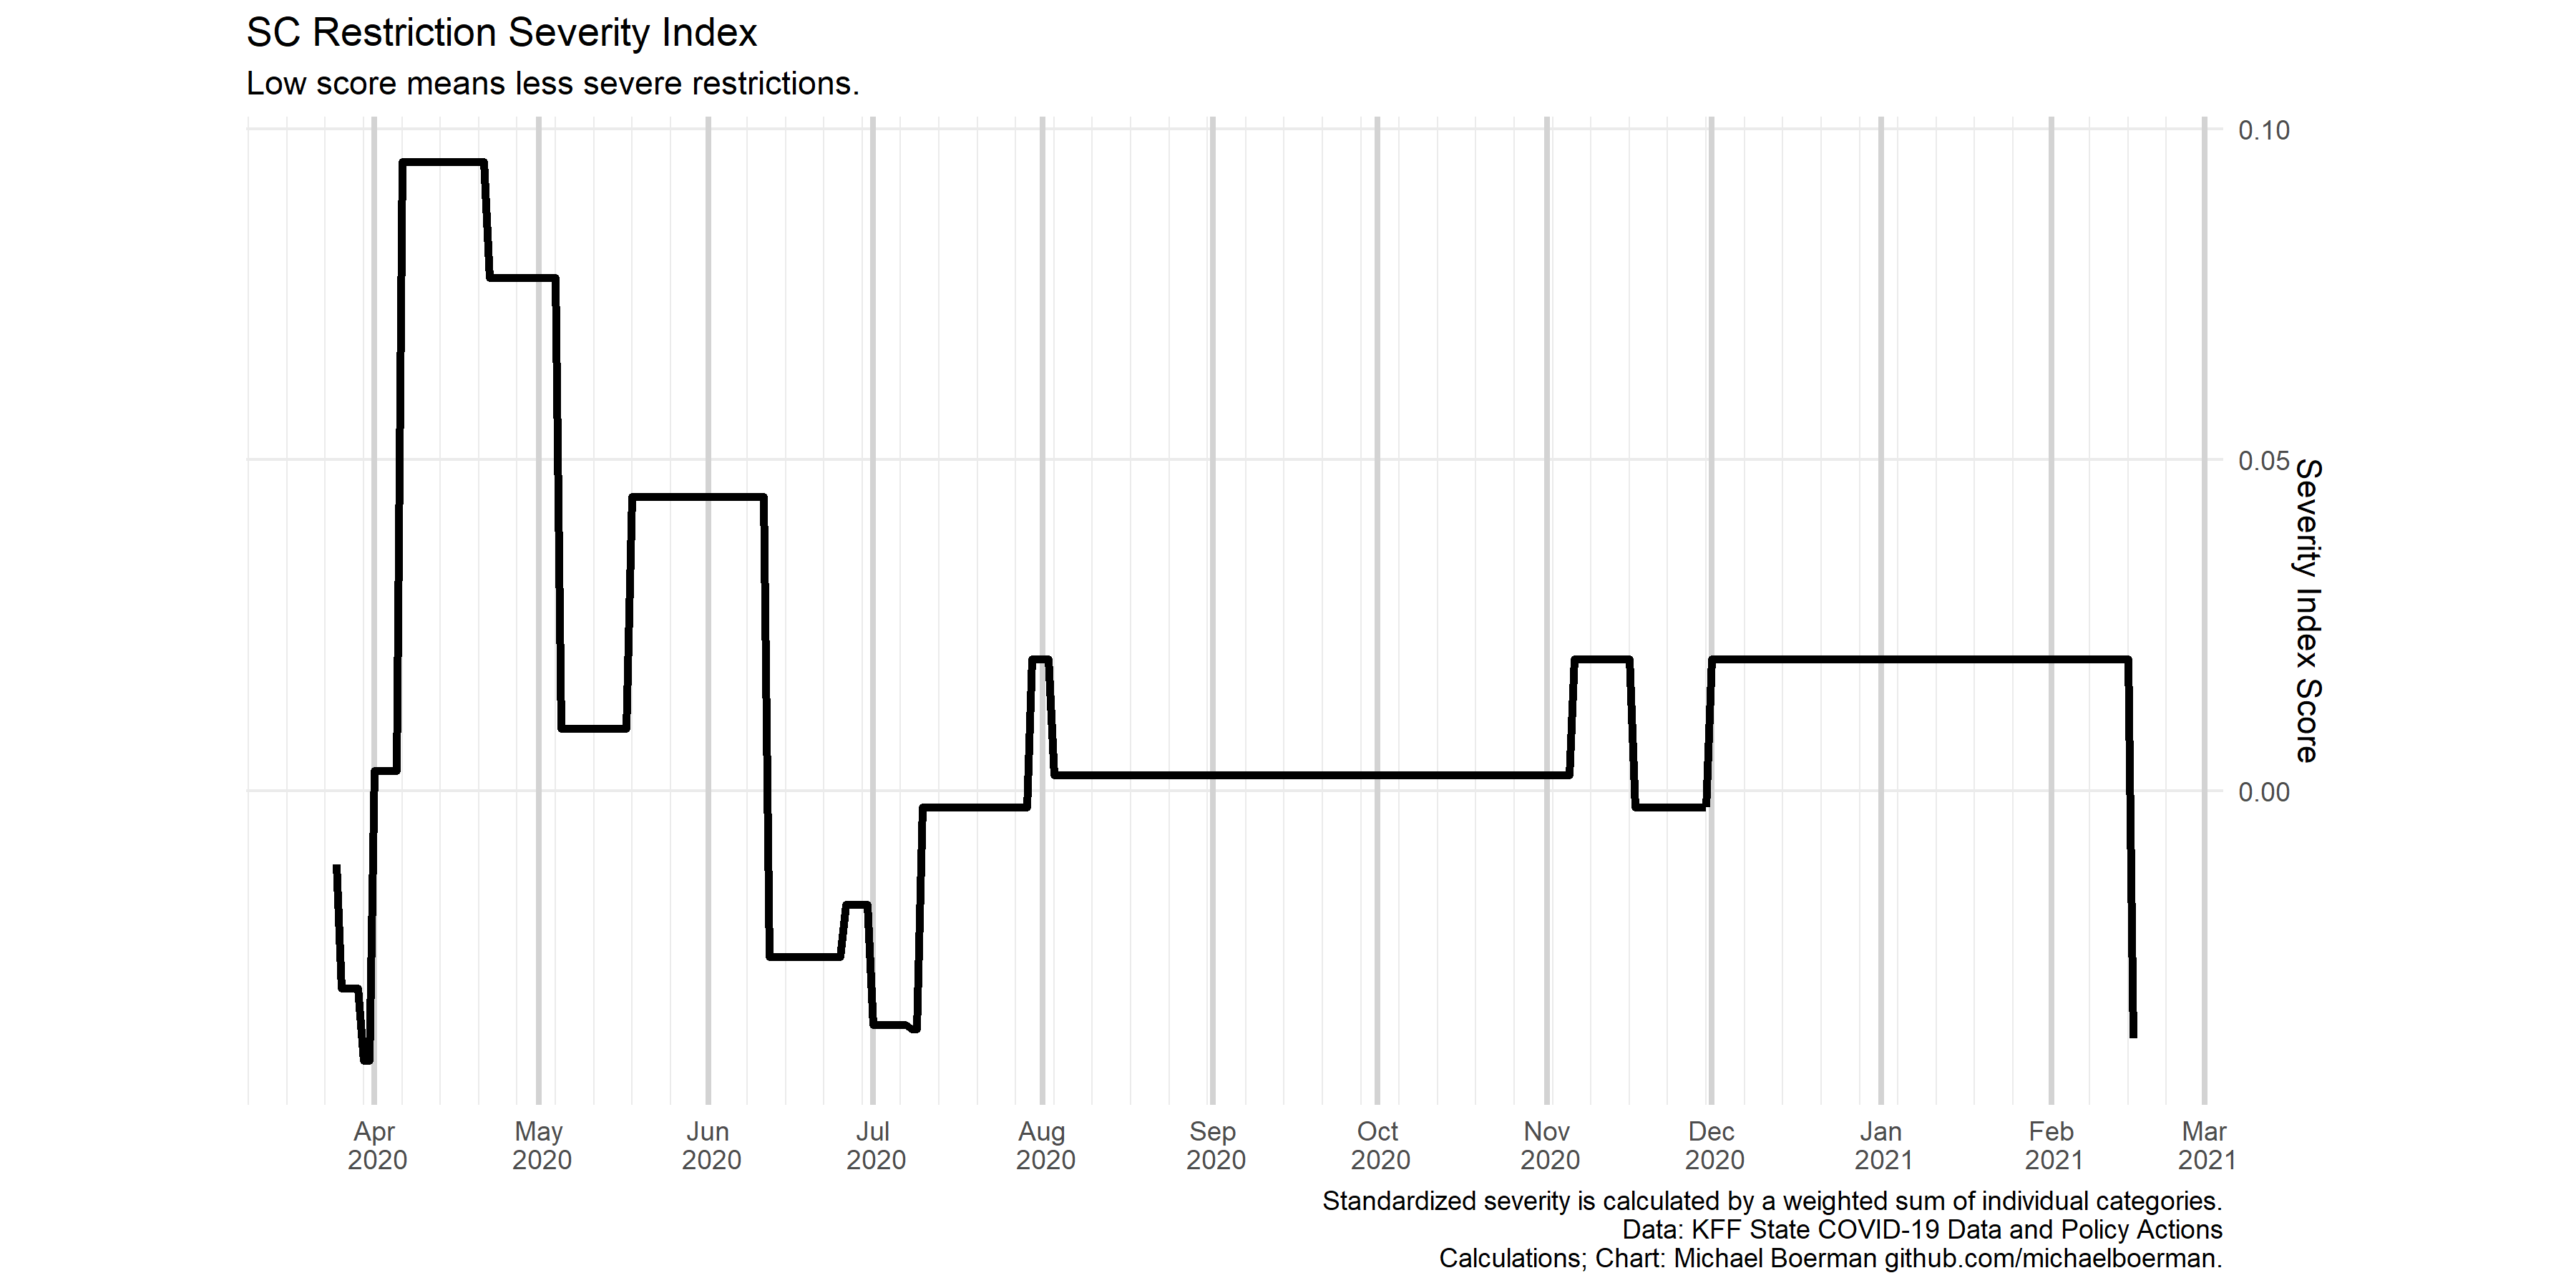 SC Restriction Severity Index
Low score means less severe restrictions.
0.10
0.05
0.00
Severity Index Score
Apr
2020
May
2020
Jun
2020
Jul
2020
Aug
2020
Sep
2020
Oct
2020
Nov
2020
Dec
2020
Jan
2021
Feb
2021
Mar
2021
Standardized severity is calculated by a weighted sum of individual categories.
Data: KFF State COVID-19 Data and Policy Actions
Calculations; Chart: Michael Boerman github.com/michaelboerman.